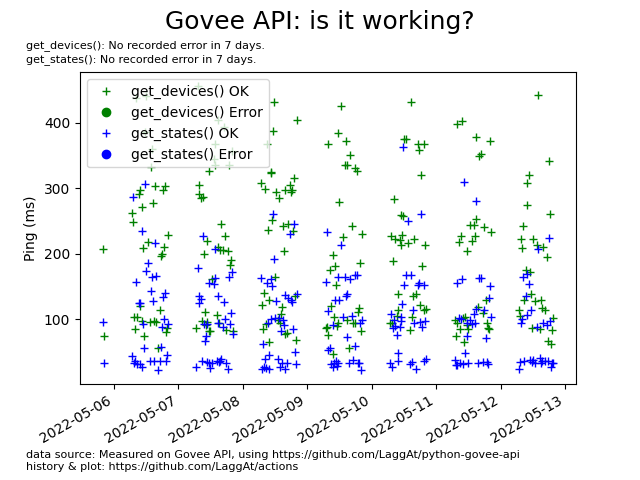 Govee API: is it working?
get_devices(): No recorded error in 7 days.
get_states(): No recorded error in 7 days.
get_devices() OK
get_devices() Error
get_states() OK
get_states() Error
400
300
200
100
Ping (ms)
2022-05-06
2022-05-07
2022-05-08
2022-05-09
2022-05-10
2022-05-11
2022-05-12
2022-05-13
data source: Measured on Govee API, using https://github.com/LaggAt/python-govee-api
history & plot: https://github.com/LaggAt/actions